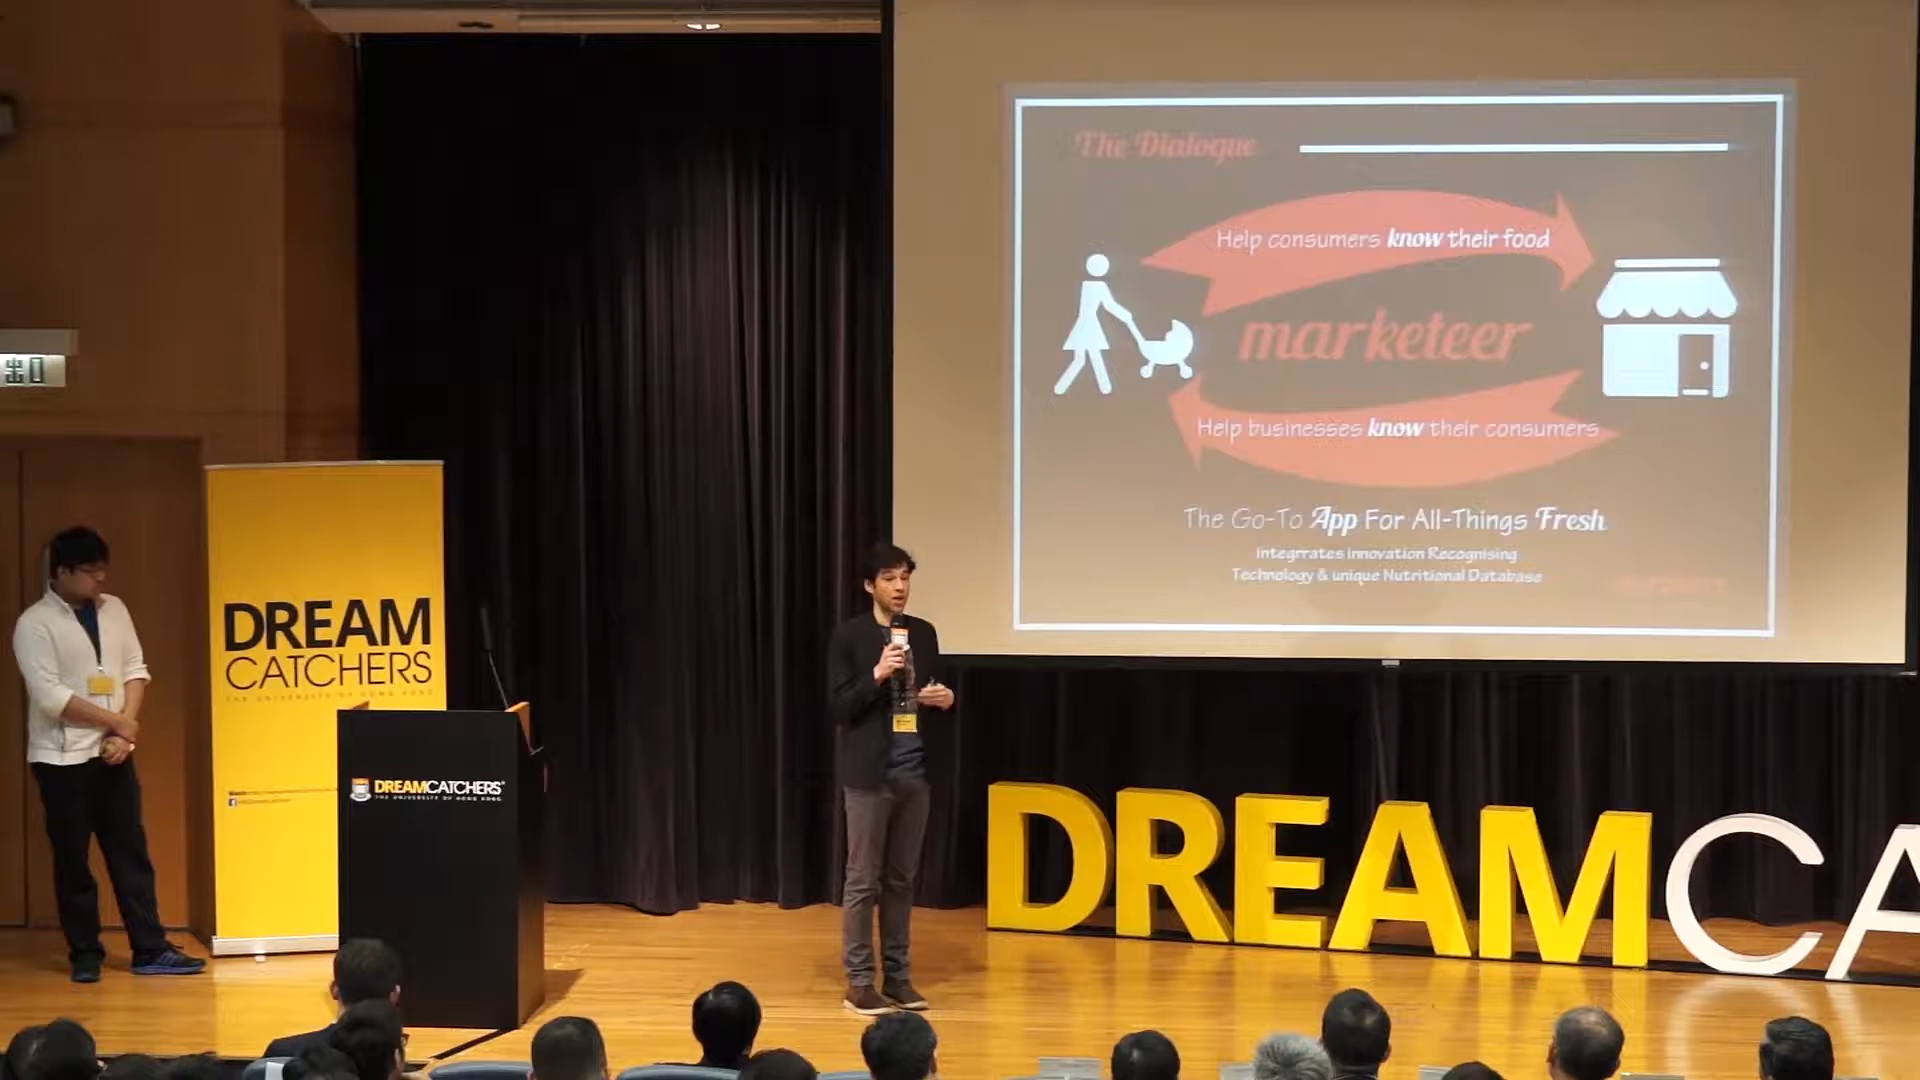 The Dialogue
Help consumers know their food
marketeer
Help businesses know their consumers
The Go-To App For All-Things Fresh
Integrrates Innovation Recognising
Technology & unique Nutritional Database
出口
DREAM
CATCHERS
THE UNIVERSITY OF HONG KONG
DREAMCATCHERS
THE UNIVERSITY OF HONG KONG
DREAMCA